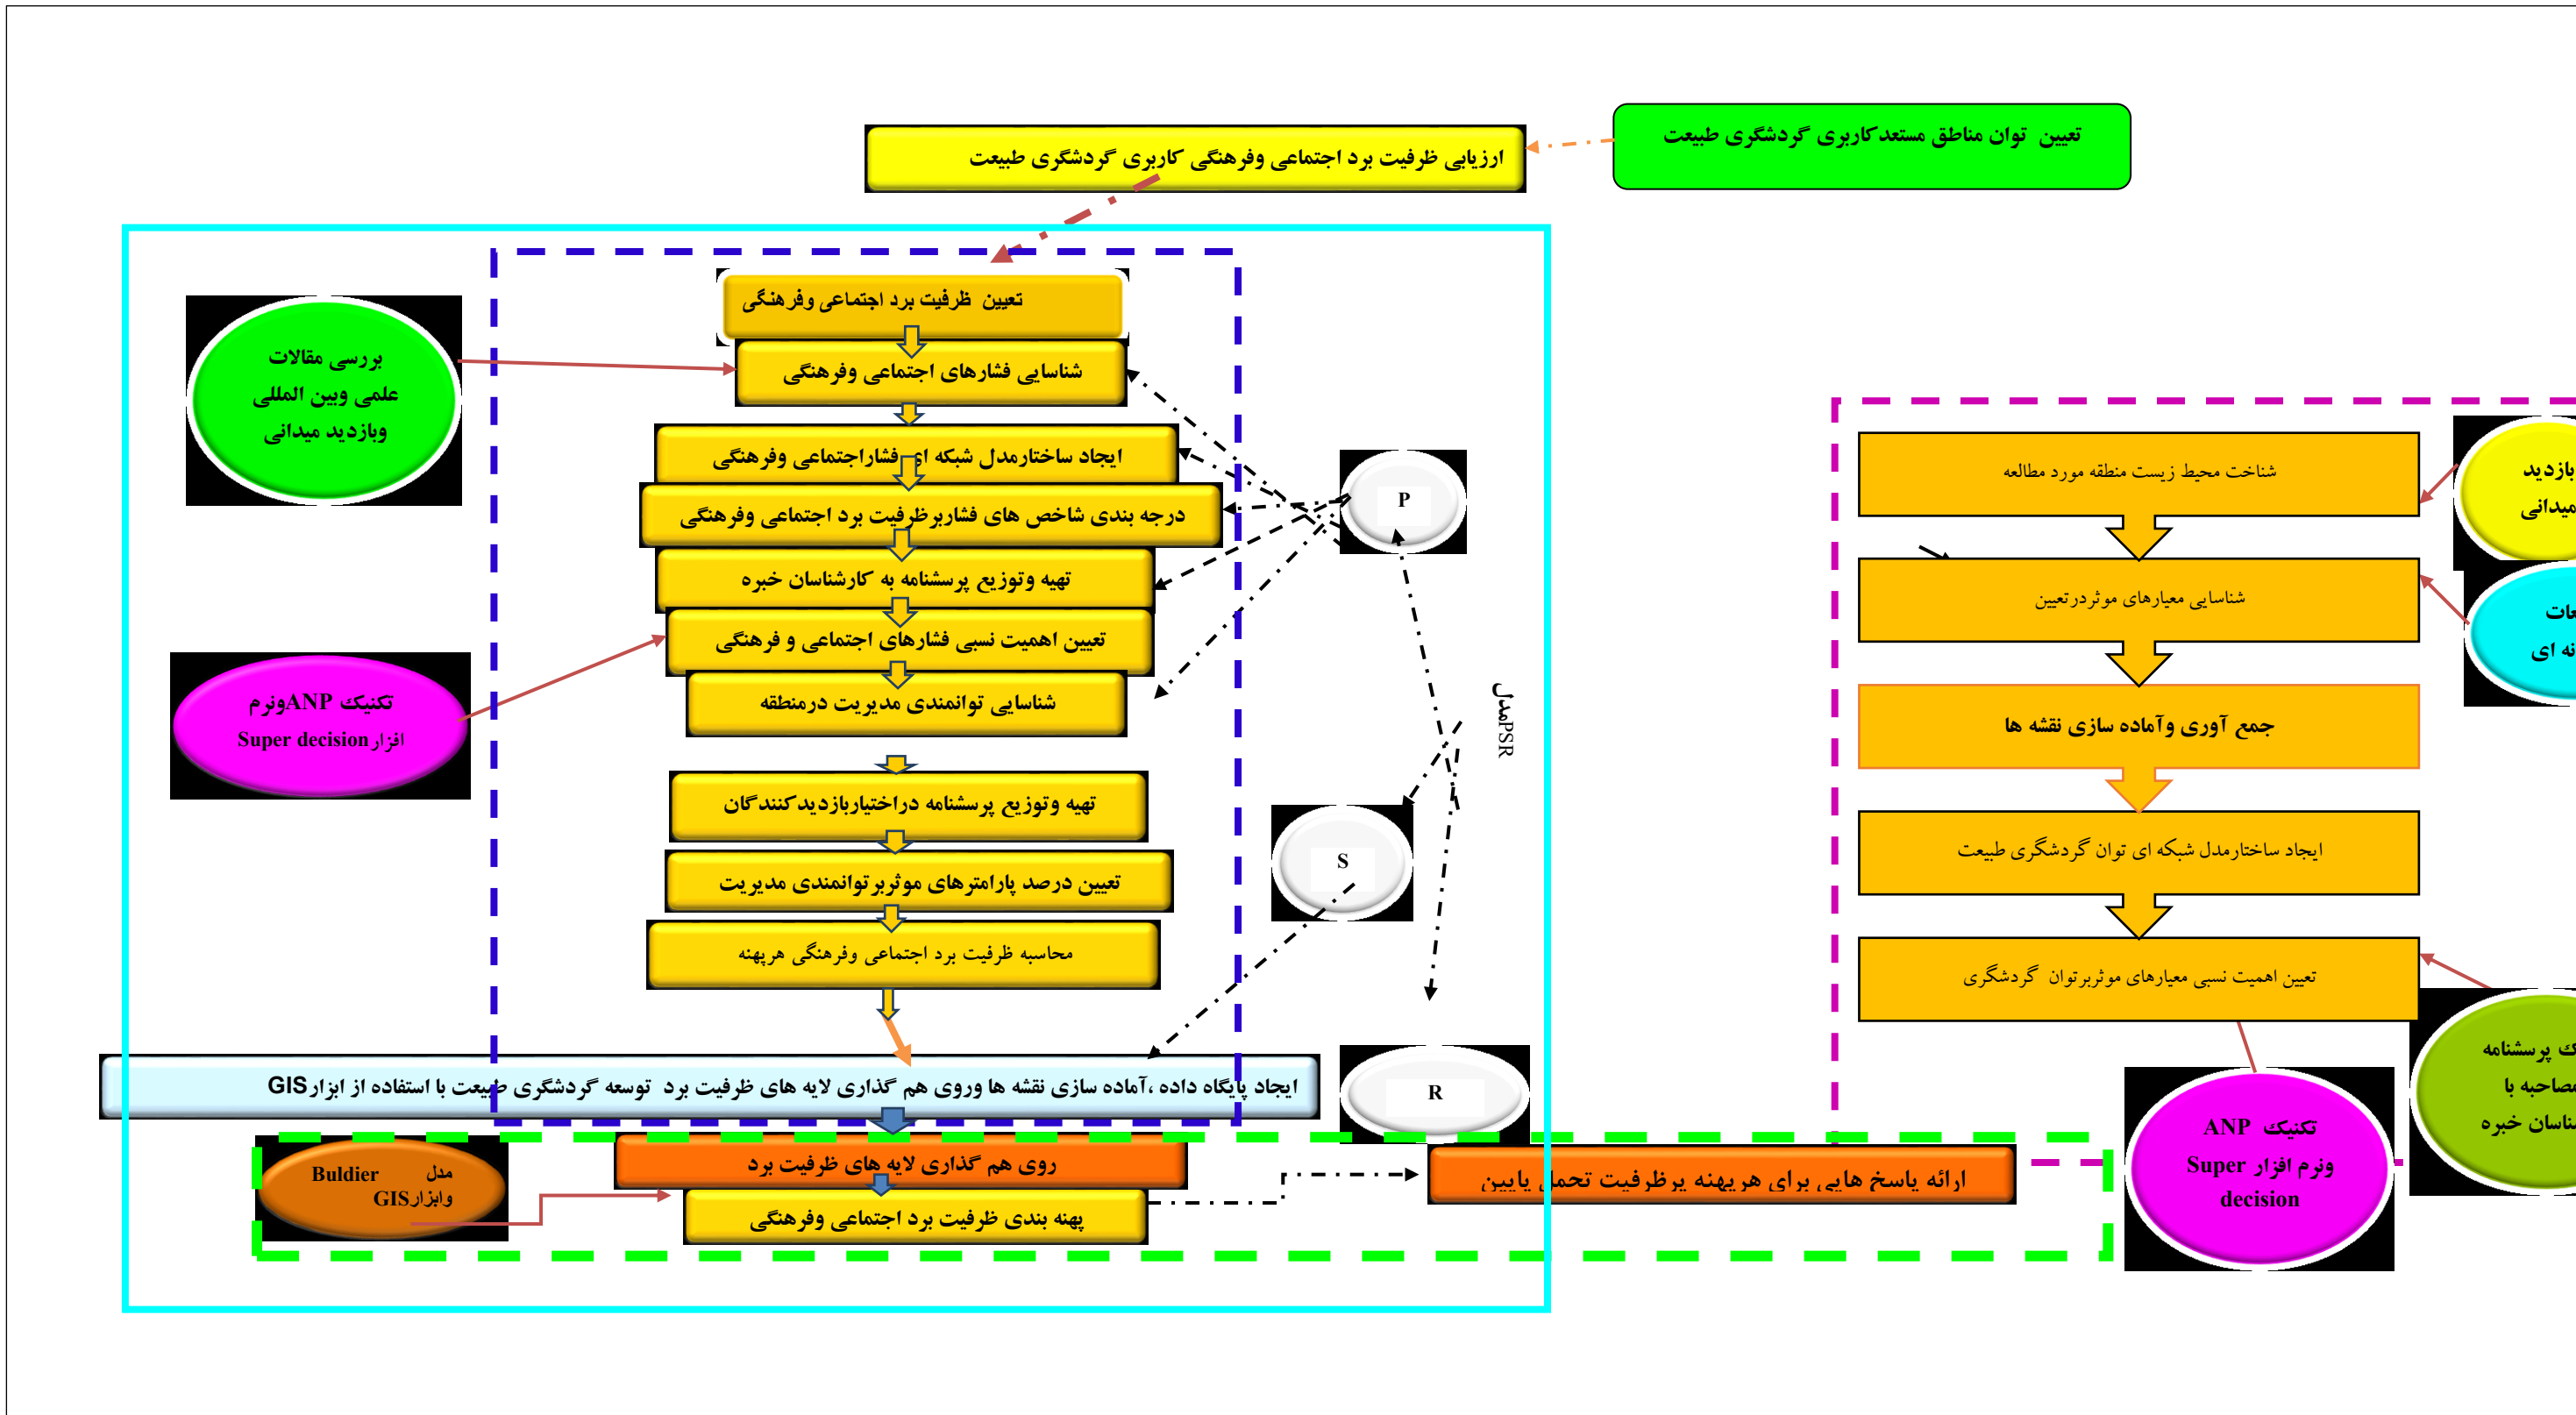 تعیین توان مناطق مستعدکاربری گردشگری طبیعت
ارزیابی ظرفیت برد اجتماعی وفرهنگی کاربری گردشگری طبیعت
تعیین ظرفیت برد اجتماعی وفرهنگی
شناسایی فشارهای اجتماعی وفرهنگی
ایجاد ساختارمدل شبکه ای فشاراجتماعی وفرهنگی
درجه بندی شاخص های فشاربرظرفیت برد اجتماعی وفرهنگی
تهیه وتوزیع پرسشنامه به کارشناسان خبره
تعیین اهمیت نسبی فشارهای اجتماعی و فرهنگی
شناسایی توانمندی مدیریت درمنطقه
تهیه وتوزیع پرسشنامه دراختیاربازدیدکنندگان
تعیین درصد پارامترهای موثربرتوانمندی مدیریت
محاسبه ظرفیت برد اجتماعی وفرهنگی هرپهنه
ایجاد پایگاه داده ،آماده سازی نقشه ها وروی هم گذاری لایه های ظرفیت برد توسعه گردشگری طبیعت با استفاده از ابزارGIS
روی هم گذاری لایه های ظرفیت برد
پهنه بندی ظرفیت برد اجتماعی وفرهنگی
ارائه پاسخ هایی برای هرپهنه برظرفیت تحمل پایین
بررسی مقالات
علمی وبین المللی
وبازدید میدانی
تکنیک ANPونرم
افزارSuper decision
مدل Buldier
وابزارGIS
P
S
R
مدلPSR
شناخت محیط زیست منطقه مورد مطالعه
شناسایی معیارهای موثردرتعیین
جمع آوری وآماده سازی نقشه ها
ایجاد ساختارمدل شبکه ای توان گردشگری طبیعت
تعیین اهمیت نسبی معیارهای موثربرتوان گردشگری
بازدید
میدانی
ای
پرسشنامه
مصاحبه با
خبره
تکنیک ANP
ونرم افزار Super
decision